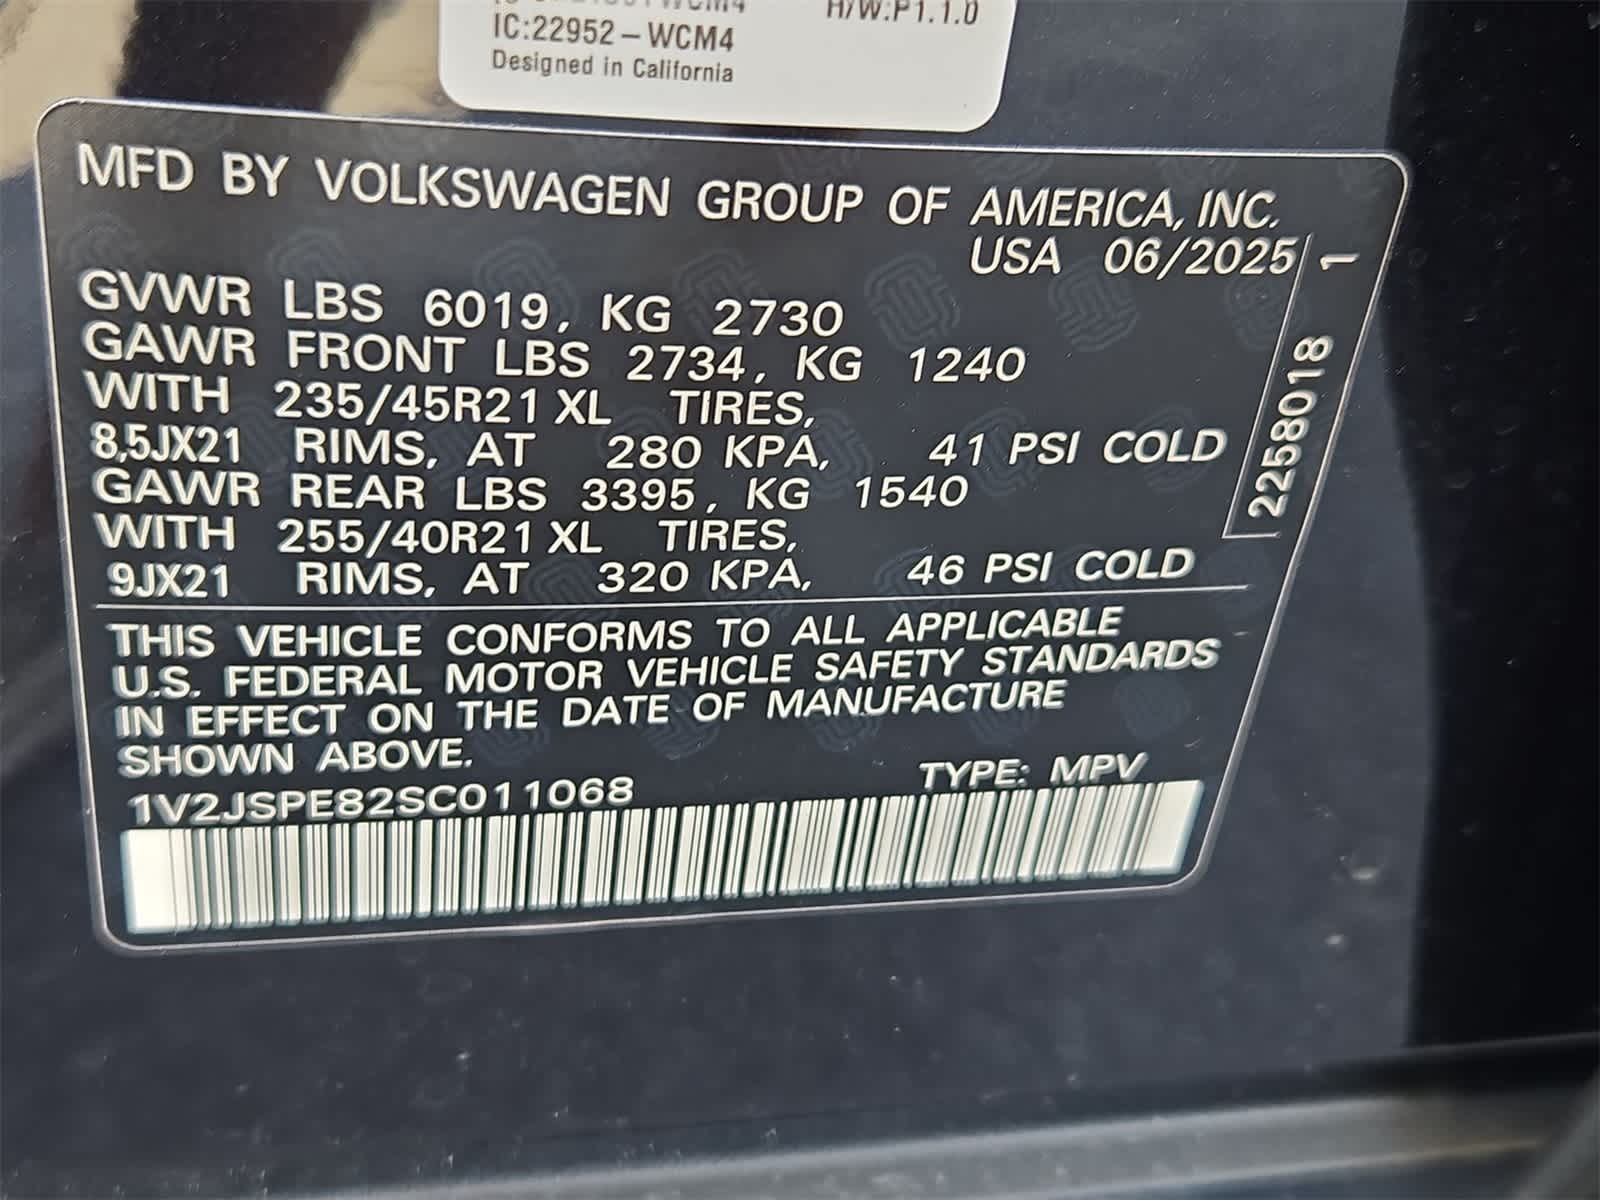 H/W:P1.1.0
IC:22952-WCM4
Designed in California
MFD BY VOLKSWAGEN GROUP OF AMERICA, INC.
USA 06/2025
GVWR LBS 6019, KG 2730
GAWR FRONT LBS 2734, KG 1240
WITH 235/45R21 XL TIRES,
8,5JX21 RIMS, AT 280 KPA, 41 PSI COLD
GAWR REAR LBS 3395, KG 1540
WITH 255/40R21 XL TIRES,
9JX21 RIMS, AT 320 KPA, 46 PSI COLD
2258018 1
THIS VEHICLE CONFORMS TO ALL APPLICABLE
U.S. FEDERAL MOTOR VEHICLE SAFETY STANDARDS
IN EFFECT ON THE DATE OF MANUFACTURE
SHOWN ABOVE.
1V2JSPE82SC011068 TYPE: MPV